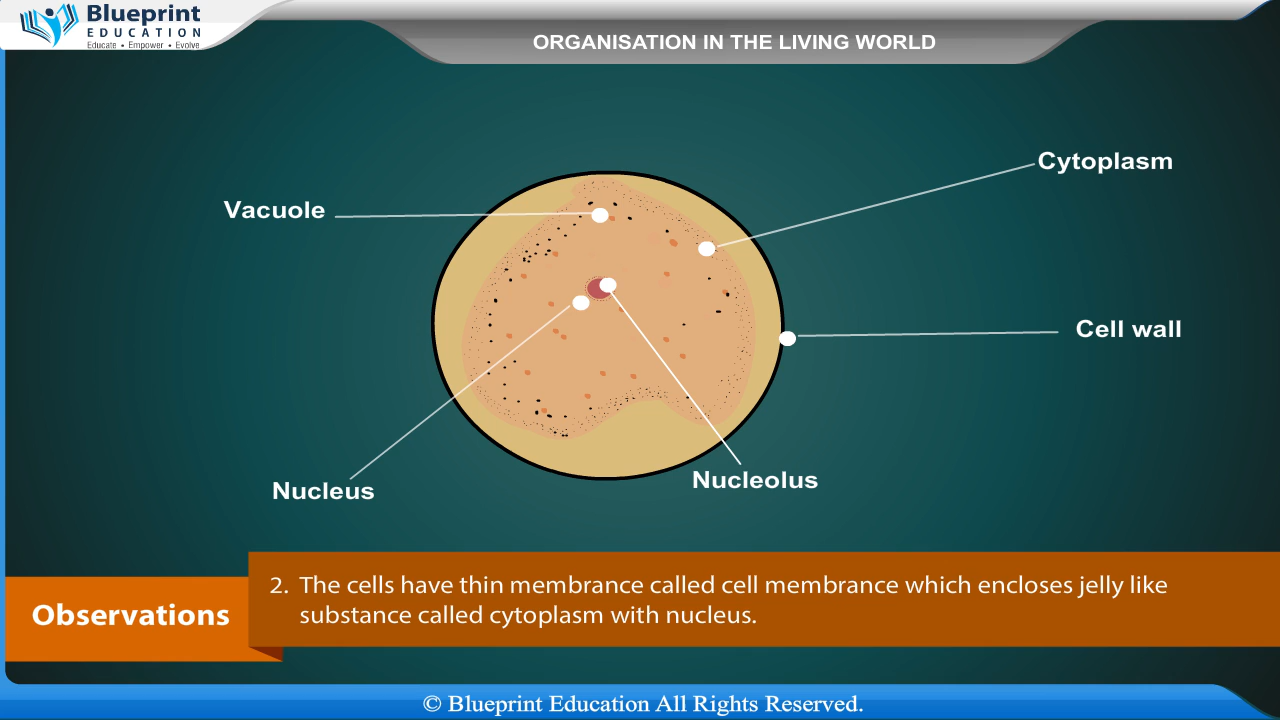 Blueprint
EDUCATION
Educate • Empower • Evolve
ORGANISATION IN THE LIVING WORLD
Cytoplasm
Vacuole
Cell wall
Nucleus
Nucleolus
Observations
2. The cells have thin membrance called cell membrance which encloses jelly like
substance called cytoplasm with nucleus.
© Blueprint Education All Rights Reserved.